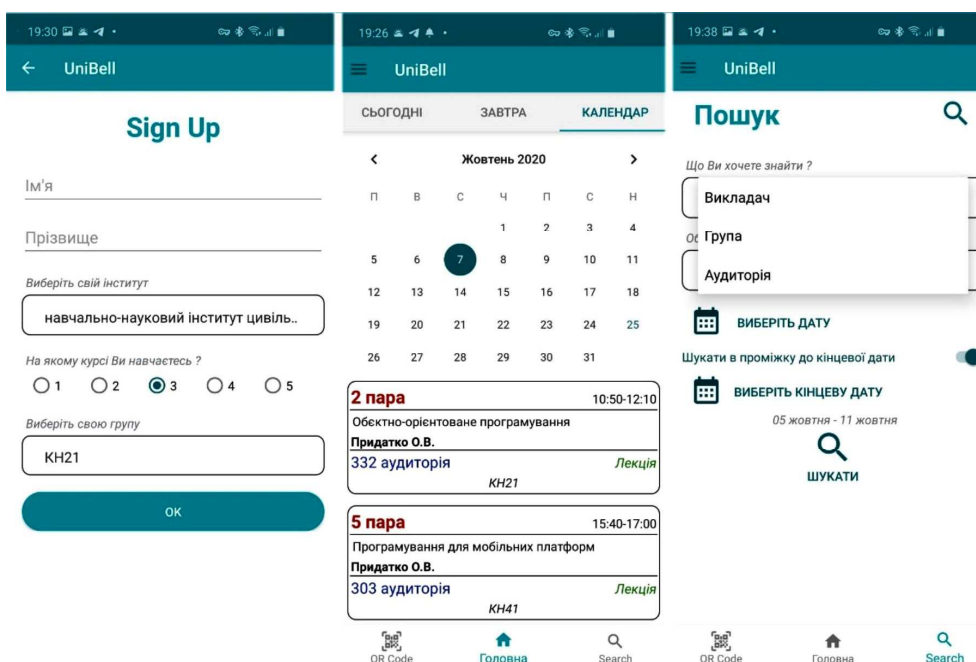 19:30
UniBell
Sign Up
Ім'я
Прізвище
Виберіть свій інститут
навчально-науковий інститут цивіль..
На якому курсі Ви навчаєтесь ?
1 2 3 4 5
Виберіть свою групу
КН21
ОК
19:26
UniBell
СЬОГОДНІ ЗАВТРА КАЛЕНДАР
Жовтень 2020
П В С Ч П С Н
1 2 3 4
5 6 7 8 9 10 11
12 13 14 15 16 17 18
19 20 21 22 23 24 25
26 27 28 29 30 31
2 пара 10:50-12:10
Обєктно-орієнтоване програмування
Придатко О.В.
332 аудиторія Лекція
КН21
5 пара 15:40-17:00
Програмування для мобільних платформ
Придатко О.В.
303 аудиторія Лекція
КН41
QR Code Головна Search
19:38
UniBell
Пошук
Що Ви хочете знайти ?
Викладач
Група
Аудиторія
ВИБЕРІТЬ ДАТУ
Шукати в проміжку до кінцевої дати
ВИБЕРІТЬ КІНЦЕВУ ДАТУ
05 жовтня - 11 жовтня
ШУКАТИ
QR Code Головна Search